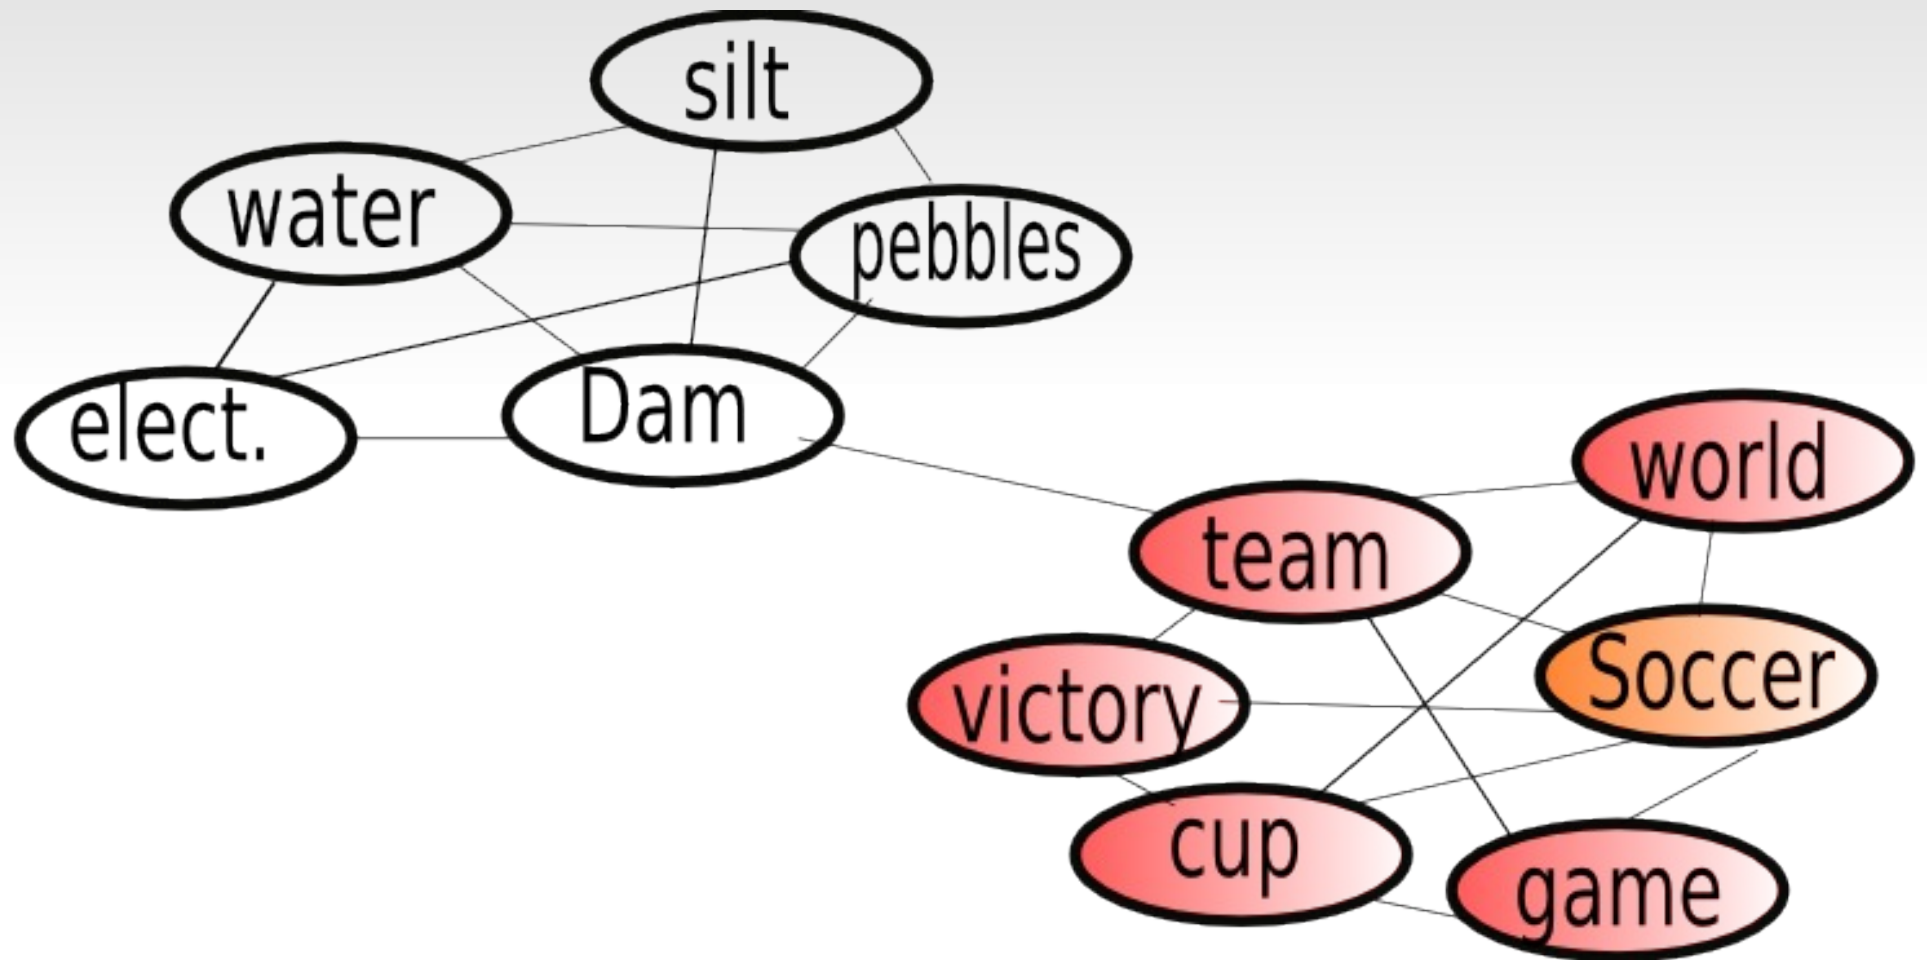 silt
water
pebbles
elect.
Dam
world
team
Soccer
victory
cup
game